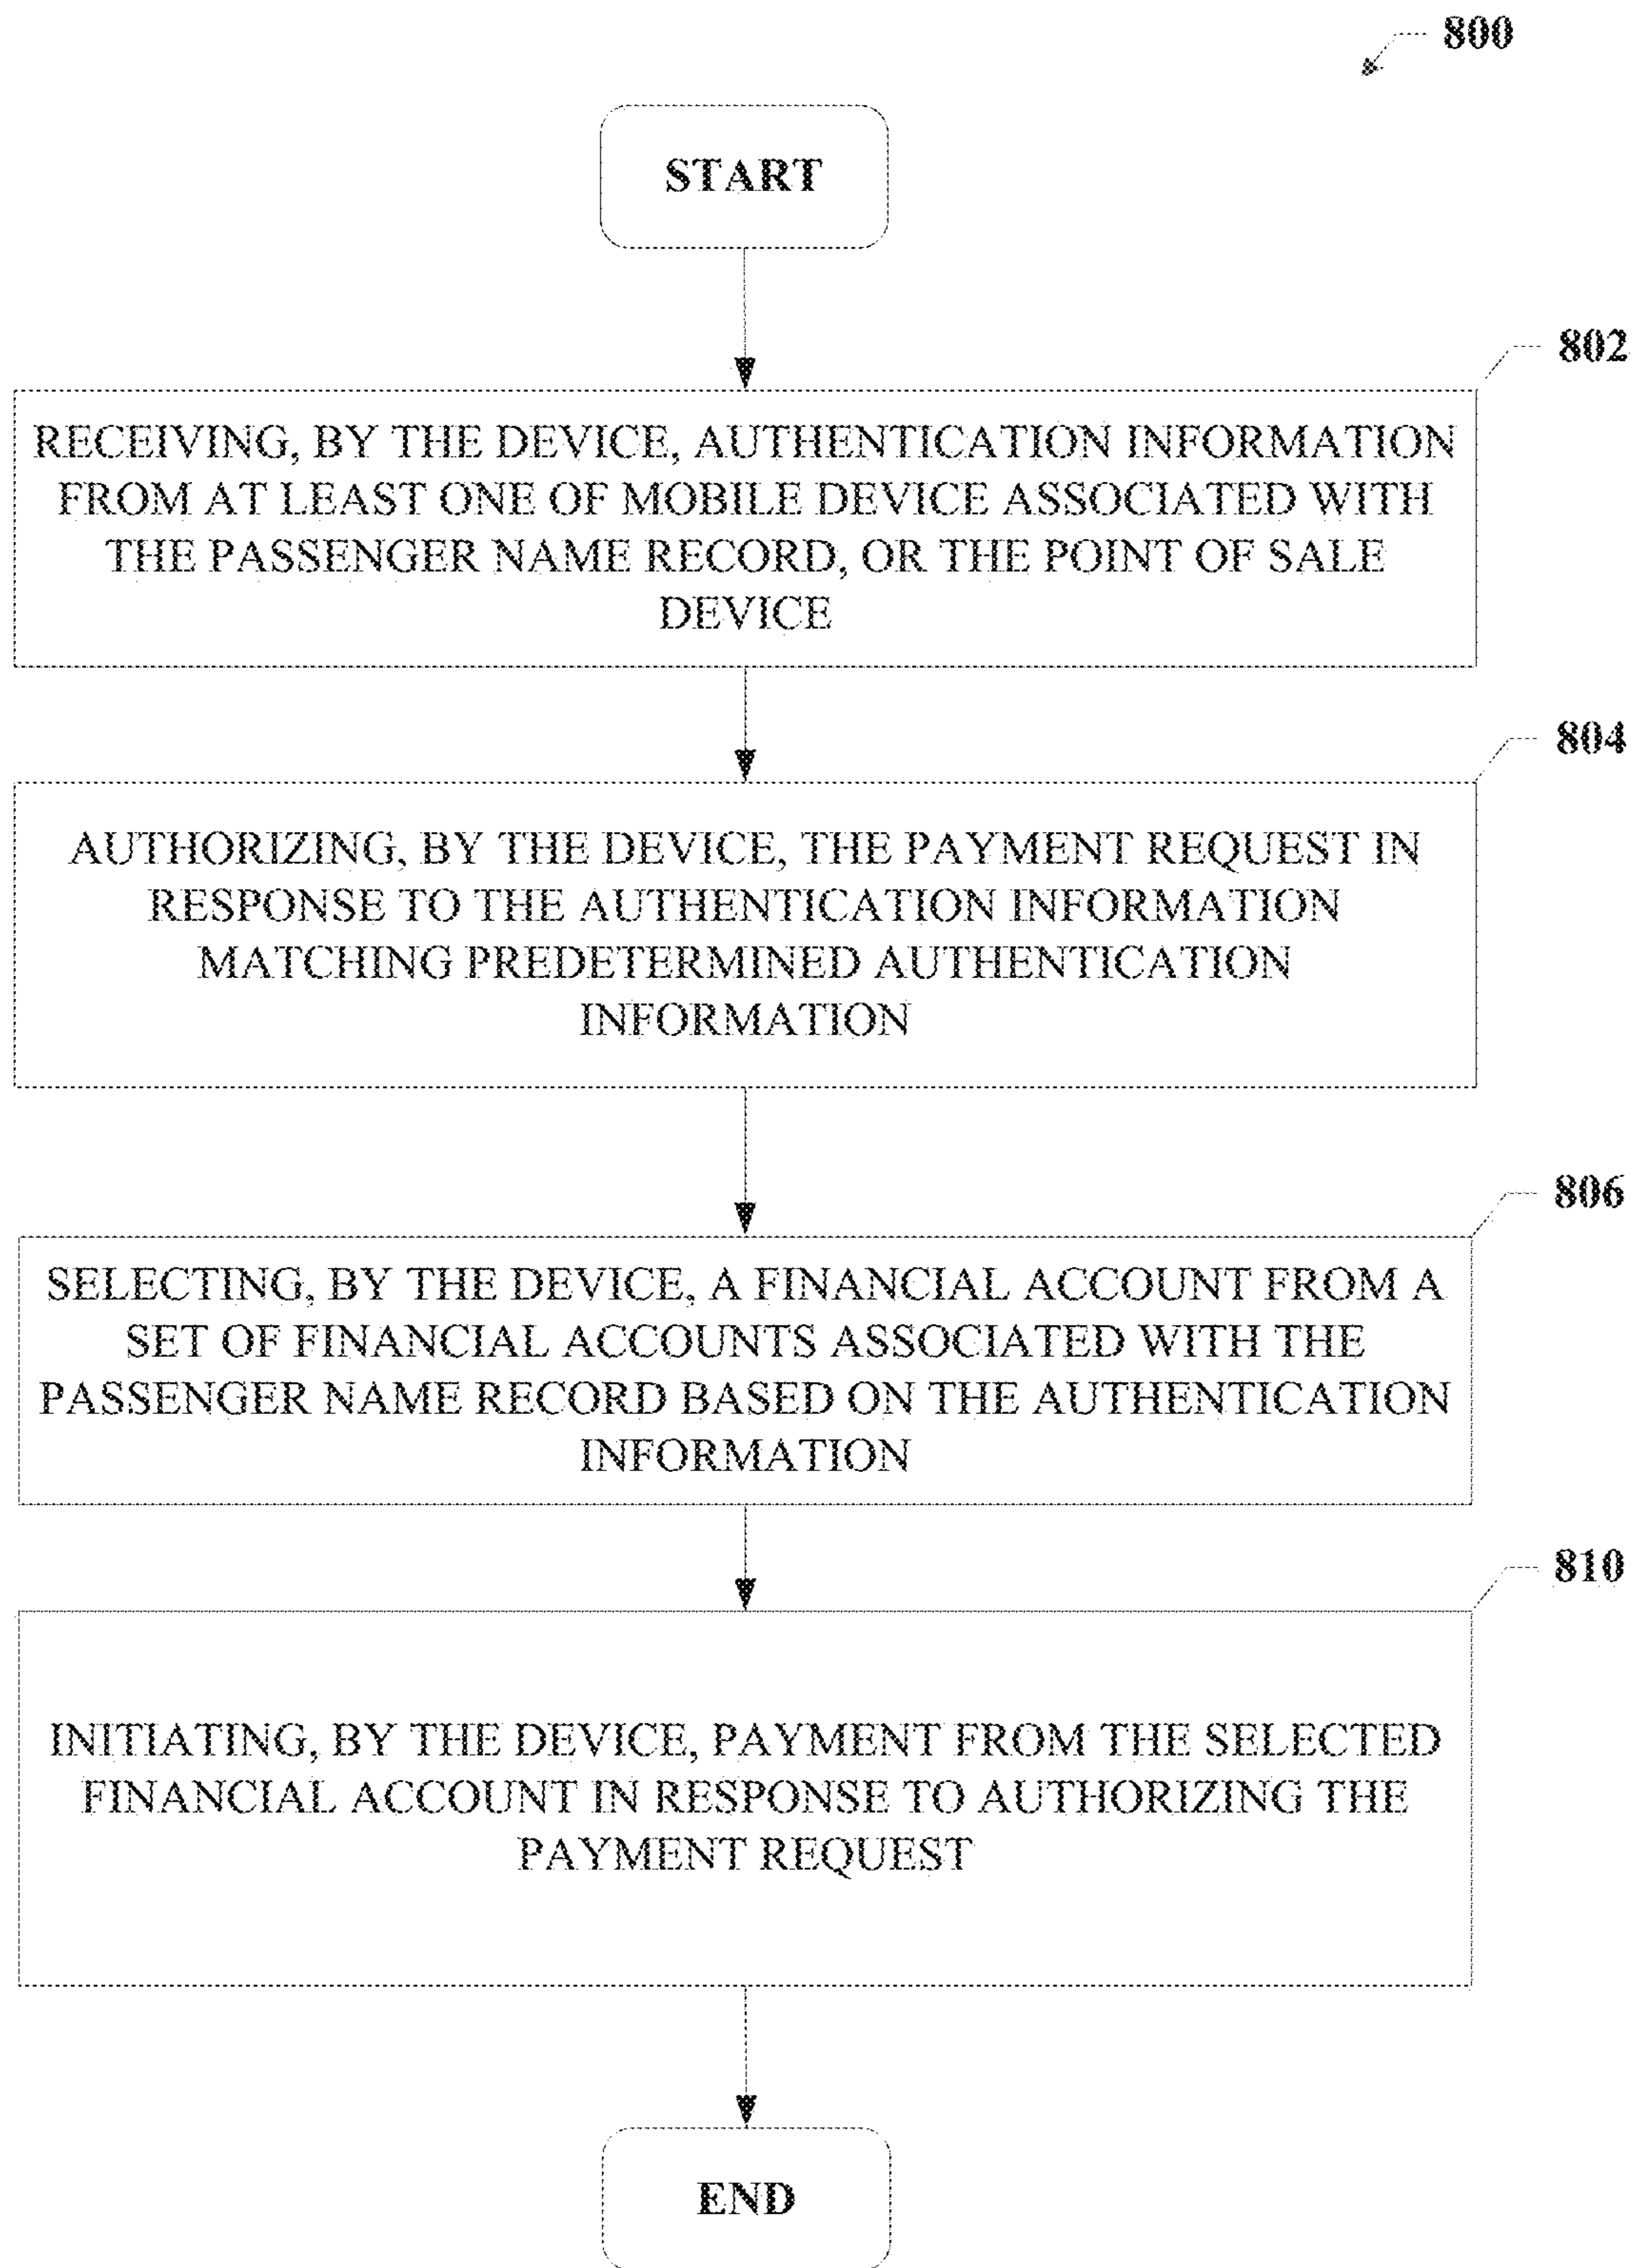 800
START
802
RECEIVING, BY THE DEVICE, AUTHENTICATION INFORMATION
FROM AT LEAST ONE OF MOBILE DEVICE ASSOCIATED WITH
THE PASSENGER NAME RECORD, OR THE POINT OF SALE
DEVICE
804
AUTHORIZING, BY THE DEVICE, THE PAYMENT REQUEST IN
RESPONSE TO THE AUTHENTICATION INFORMATION
MATCHING PREDETERMINED AUTHENTICATION
INFORMATION
806
SELECTING, BY THE DEVICE, A FINANCIAL ACCOUNT FROM A
SET OF FINANCIAL ACCOUNTS ASSOCIATED WITH THE
PASSENGER NAME RECORD BASED ON THE AUTHENTICATION
INFORMATION
810
INITIATING, BY THE DEVICE, PAYMENT FROM THE SELECTED
FINANCIAL ACCOUNT IN RESPONSE TO AUTHORIZING THE
PAYMENT REQUEST
END